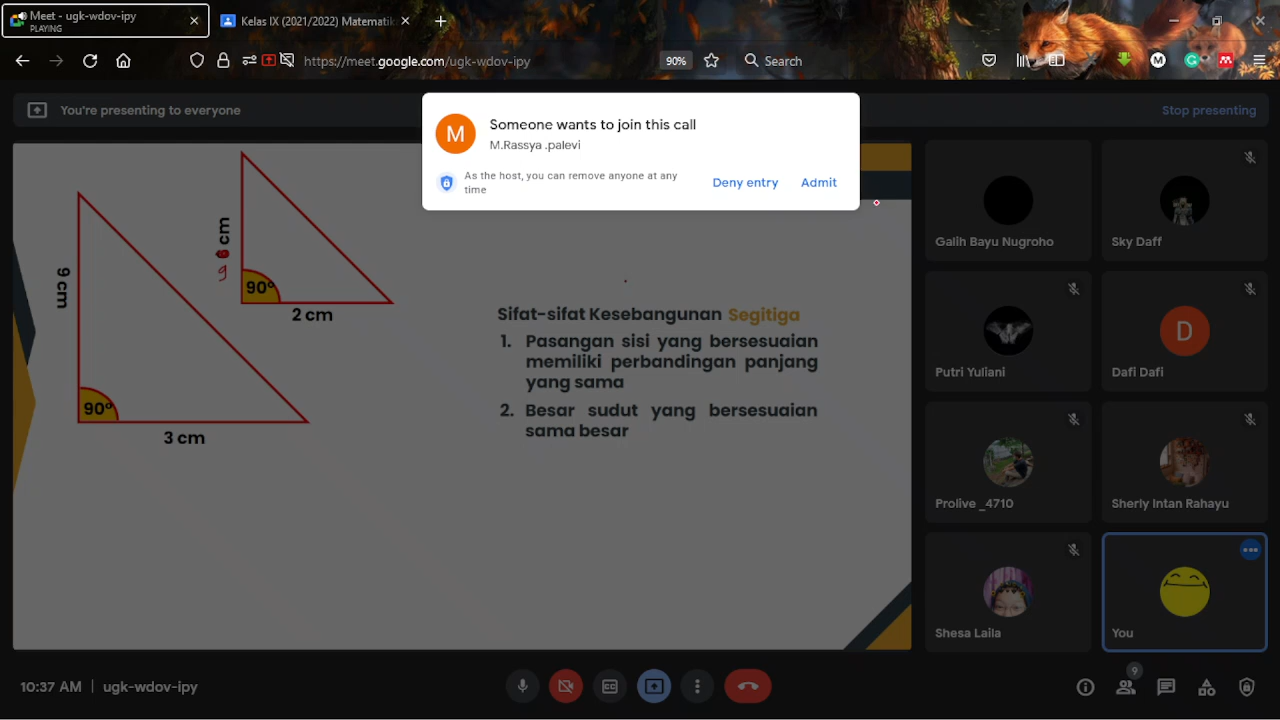 Meet - ugk-wdov-ipy
PLAYING
Kelas IX (2021/2022) Matematik
https://meet.google.com/ugk-wdov-ipy
90%
Search
You're presenting to everyone
Stop presenting
M
Someone wants to join this call
M.Rassya .palevi
As the host, you can remove anyone at any
time
Deny entry
Admit
9 cm
90°
3 cm
cm
9
90°
2 cm
Sifat-sifat Kesebangunan Segitiga
1. Pasangan sisi yang bersesuaian
memiliki perbandingan panjang
yang sama
2. Besar sudut yang bersesuaian
sama besar
Galih Bayu Nugroho
Sky Daff
Putri Yuliani
D
Dafi Dafi
Prolive _4710
Sherly Intan Rahayu
Shesa Laila
You
10:37 AM | ugk-wdov-ipy
9